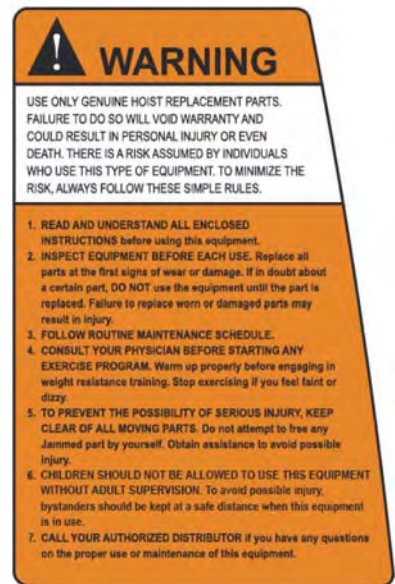 WARNING
USE ONLY GENUINE HOIST REPLACEMENT PARTS.
FAILURE TO DO SO WILL VOID WARRANTY AND
COULD RESULT IN PERSONAL INJURY OR EVEN
DEATH. THERE IS A RISK ASSUMED BY INDIVIDUALS
WHO USE THIS TYPE OF EQUIPMENT. TO MINIMIZE THE
RISK, ALWAYS FOLLOW THESE SIMPLE RULES.
1. READ AND UNDERSTAND ALL ENCLOSED
INSTRUCTIONS before using this equipment.
2. INSPECT EQUIPMENT BEFORE EACH USE. Replace all
parts at the first signs of wear or damage. If in doubt about
a certain part, DO NOT use the equipment until the part is
replaced. Failure to replace worn or damaged parts may
result in injury.
3. FOLLOW ROUTINE MAINTENANCE SCHEDULE.
4. CONSULT YOUR PHYSICIAN BEFORE STARTING ANY
EXERCISE PROGRAM. Warm up properly before engaging in
weight resistance training. Stop exercising if you feel faint or
dizzy.
5. TO PREVENT THE POSSIBILITY OF SERIOUS INJURY, KEEP
CLEAR OF ALL MOVING PARTS. Do not attempt to free any
Jammed part by yourself. Obtain assistance to avoid possible
injury.
6. CHILDREN SHOULD NOT BE ALLOWED TO USE THIS EQUIPMENT
WITHOUT ADULT SUPERVISION. To avoid possible injury,
bystanders should be kept at a safe distance when this equipment
is in use.
7. CALL YOUR AUTHORIZED DISTRIBUTOR if you have any questions
on the proper use or maintenance of this equipment.